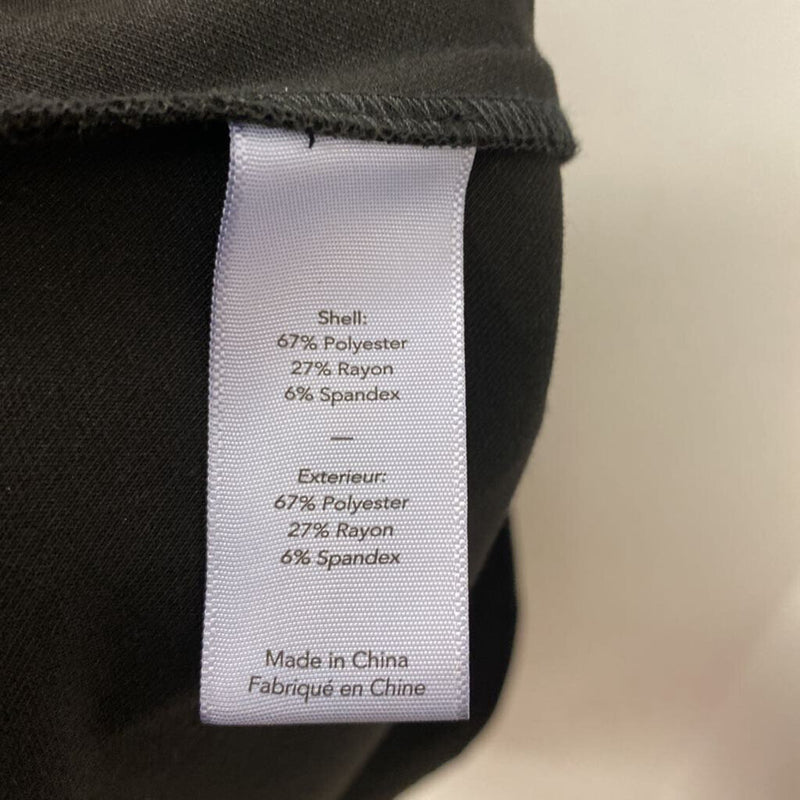 Shell:
67% Polyester
27% Rayon
6% Spandex
—
Exterieur:
67% Polyester
27% Rayon
6% Spandex
Made in China
Fabriqué en Chine